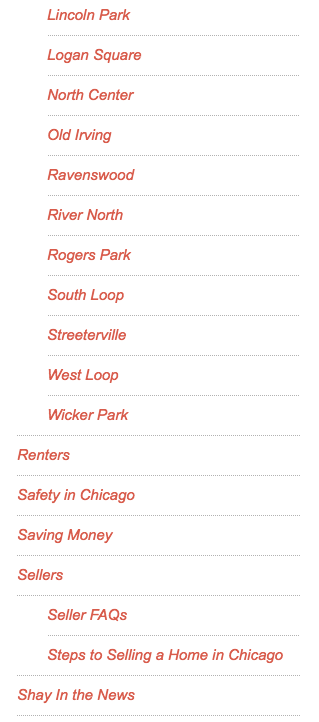 Lincoln Park
Logan Square
North Center
Old Irving
Ravenswood
River North
Rogers Park
South Loop
Streeterville
West Loop
Wicker Park
Renters
Safety in Chicago
Saving Money
Sellers
Seller FAQs
Steps to Selling a Home in Chicago
Shay In the News